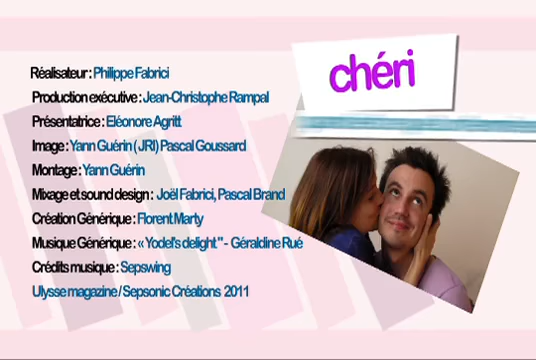 chéri
Réalisateur : Philippe Fabrici
Production exécutive : Jean-Christophe Rampal
Présentatrice : Eléonore Agritt
Image : Yann Guérin ( JRI) Pascal Goussard
Montage : Yann Guérin
Mixage et sound design : Joël Fabrici, Pascal Brand
Création Générique : Florent Marty
Musique Générique : « Yodel's delight " - Géraldine Rué
Crédits musique : Sepswing
Ulysse magazine / Sepsonic Créations 2011